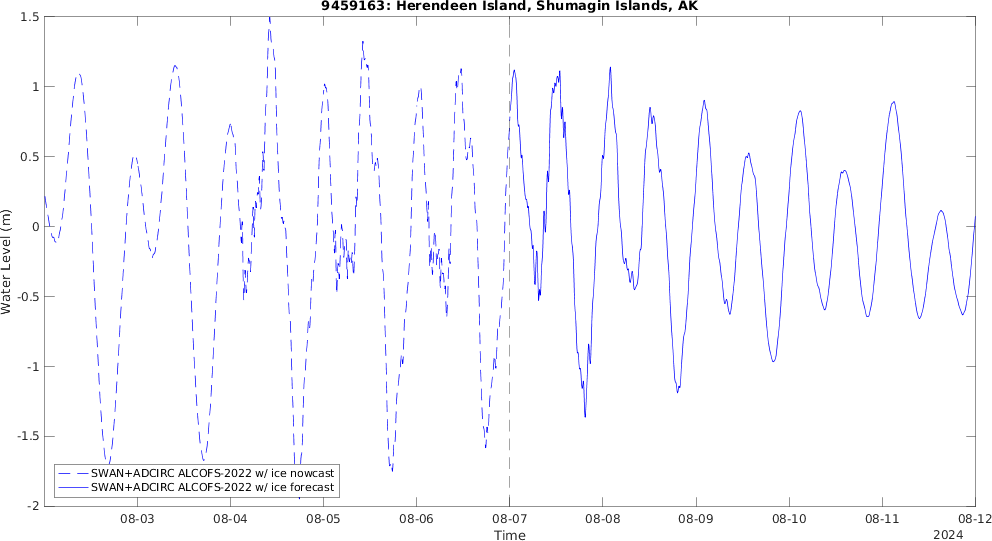 9459163: Herendeen Island, Shumagin Islands, AK
1.5
1
0.5
0
-0.5
-1
-1.5
-2
Water Level (m)
SWAN+ADCIRC ALCOFS-2022 w/ ice nowcast
SWAN+ADCIRC ALCOFS-2022 w/ ice forecast
08-03 08-04 08-05 08-06 08-07 08-08 08-09 08-10 08-11 08-12
Time
2024